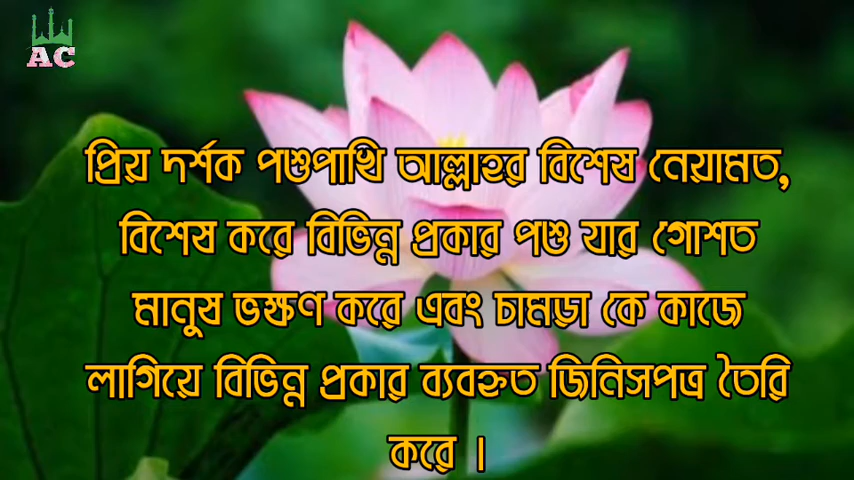 AC
প্রিয় দর্শক পশুপাখি আল্লাহর বিশেষ নেয়ামত,
বিশেষ করে বিভিন্ন প্রকার পশু যার গোশত
মানুষ ভক্ষণ করে এবং চামড়া কে কাজে
লাগিয়ে বিভিন্ন প্রকার ব্যবহৃত জিনিসপত্র তৈরি
করে ।